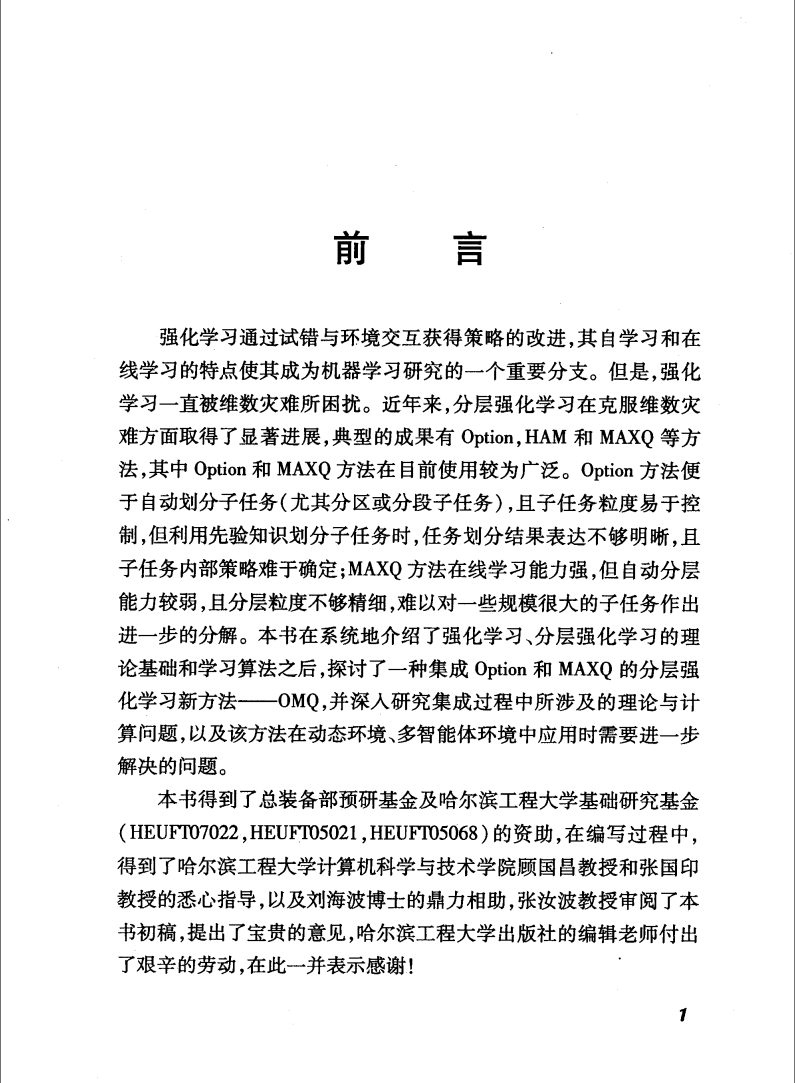 前 言
强化学习通过试错与环境交互获得策略的改进,其自学习和在
线学习的特点使其成为机器学习研究的一个重要分支。但是,强化
学习一直被维数灾难所困扰。近年来,分层强化学习在克服维数灾
难方面取得了显著进展,典型的成果有 Option,HAM 和 MAXQ 等方
法,其中 Option 和 MAXQ 方法在目前使用较为广泛。Option 方法便
于自动划分子任务(尤其分区或分段子任务),且子任务粒度易于控
制,但利用先验知识划分子任务时,任务划分结果表达不够明晰,且
子任务内部策略难于确定;MAXQ 方法在线学习能力强,但自动分层
能力较弱,且分层粒度不够精细,难以对一些规模很大的子任务作出
进一步的分解。本书在系统地介绍了强化学习、分层强化学习的理
论基础和学习算法之后,探讨了一种集成 Option 和 MAXQ 的分层强
化学习新方法——OMQ,并深入研究集成过程中所涉及的理论与计
算问题,以及该方法在动态环境、多智能体环境中应用时需要进一步
解决的问题。
本书得到了总装备部预研基金及哈尔滨工程大学基础研究基金
(HEUFT07022,HEUFT05021,HEUFT05068)的资助,在编写过程中,
得到了哈尔滨工程大学计算机科学与技术学院顾国昌教授和张国印
教授的悉心指导,以及刘海波博士的鼎力相助,张汝波教授审阅了本
书初稿,提出了宝贵的意见,哈尔滨工程大学出版社的编辑老师付出
了艰辛的劳动,在此一并表示感谢!
1